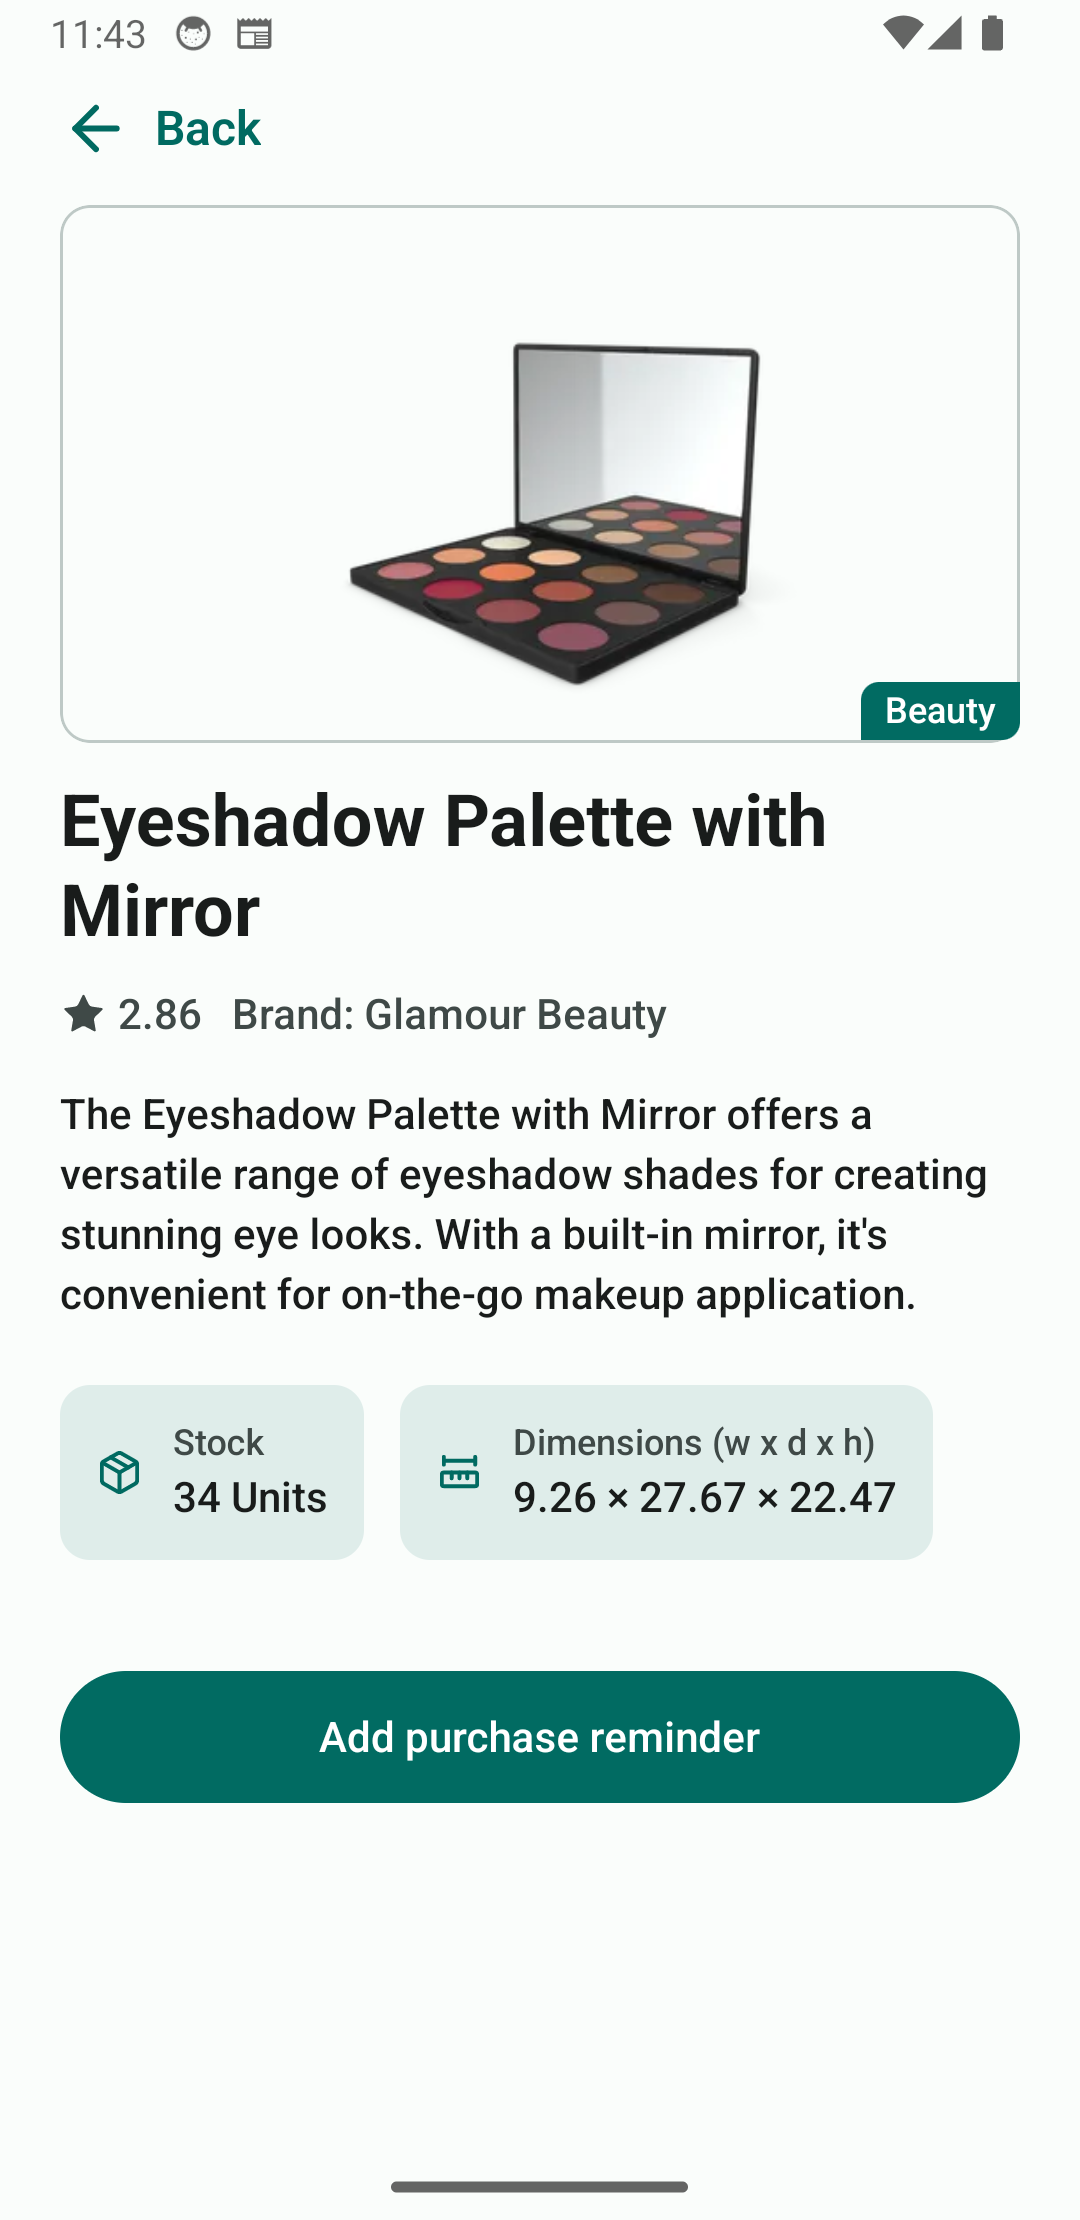 11:43
Back
Beauty
Eyeshadow Palette with
Mirror
2.86 Brand: Glamour Beauty
The Eyeshadow Palette with Mirror offers a
versatile range of eyeshadow shades for creating
stunning eye looks. With a built-in mirror, it's
convenient for on-the-go makeup application.
Stock
34 Units
Dimensions (w x d x h)
9.26 × 27.67 × 22.47
Add purchase reminder